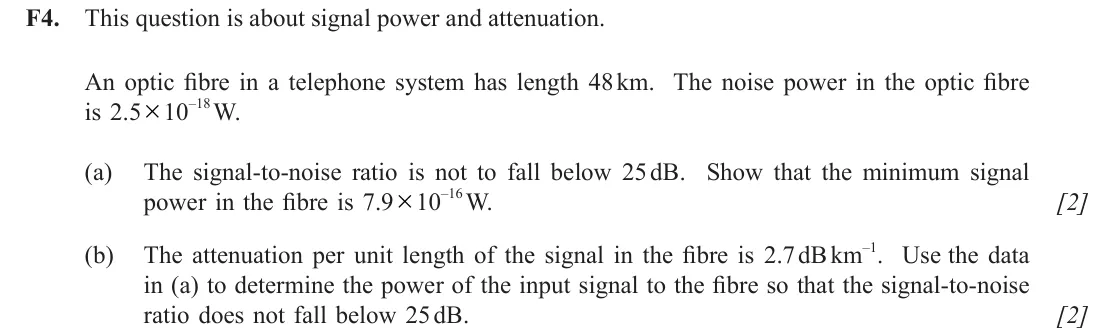 F4. This question is about signal power and attenuation.
An optic fibre in a telephone system has length 48 km. The noise power in the optic fibre
is 2.5×10⁻¹⁸ W.
(a) The signal-to-noise ratio is not to fall below 25 dB. Show that the minimum signal
power in the fibre is 7.9×10⁻¹⁶ W. [2]
(b) The attenuation per unit length of the signal in the fibre is 2.7 dB km⁻¹. Use the data
in (a) to determine the power of the input signal to the fibre so that the signal-to-noise
ratio does not fall below 25 dB. [2]